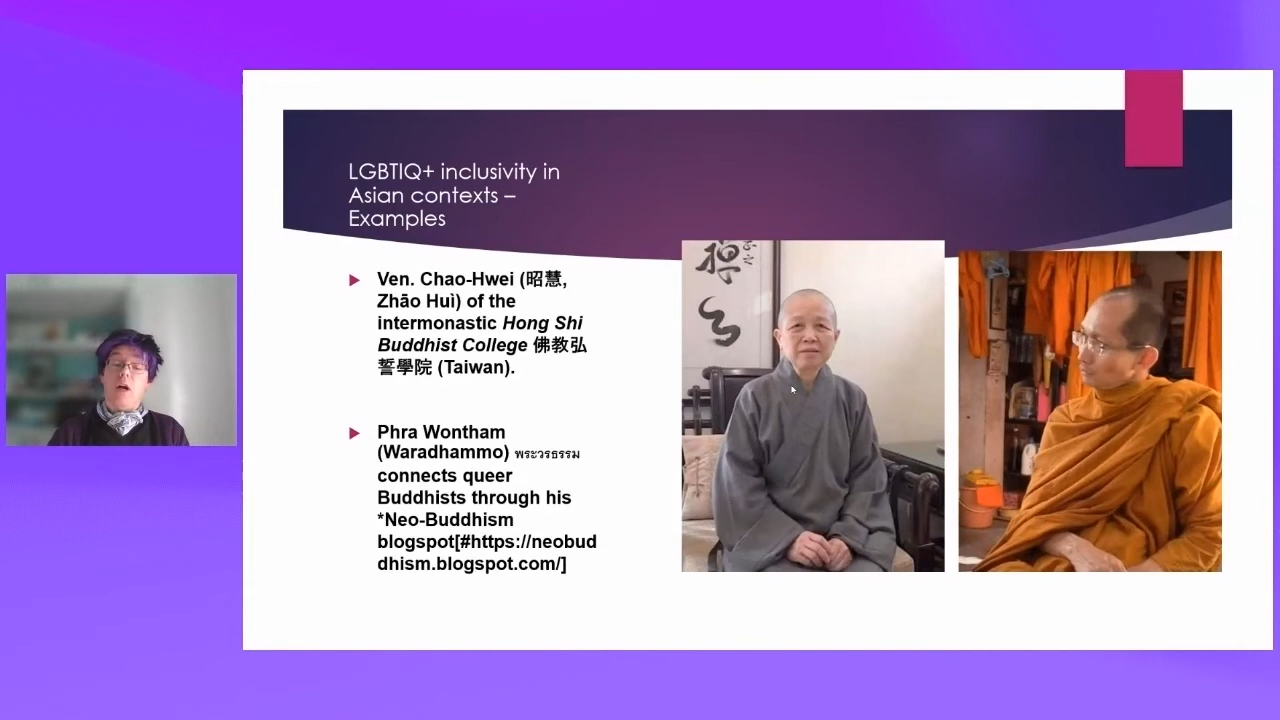 LGBTIQ+ inclusivity in
Asian contexts –
Examples
Ven. Chao-Hwei (昭慧,
Zhāo Huì) of the
intermonastic Hong Shi
Buddhist College 佛教弘
誓學院 (Taiwan).
Phra Wontham
(Waradhammo) พระวรธรรม
connects queer
Buddhists through his
*Neo-Buddhism
blogspot[#https://neobud
dhism.blogspot.com/]